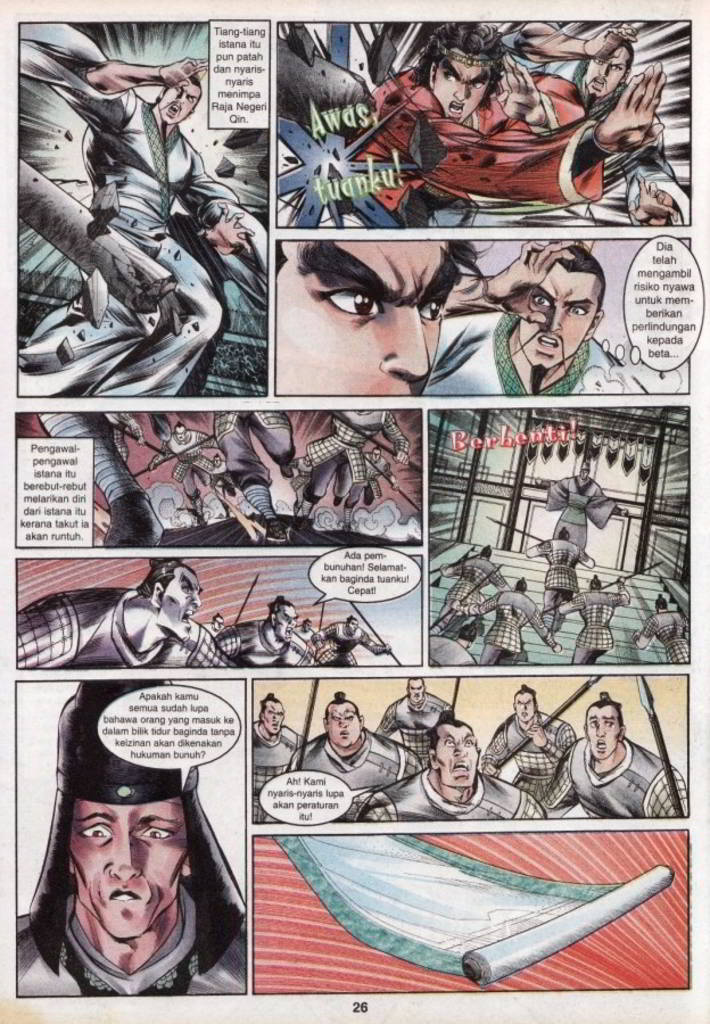 Tiang-tiang
istana itu
pun patah
dan nyaris-
nyaris
menimpa
Raja Negeri
Qin.
Awas,
tuanku!
Dia
telah
mengambil
risiko nyawa
untuk mem-
berikan
perlindungan
kepada
beta...
Pengawal-
pengawal
istana itu
berebut-rebut
melarikan diri
dari istana itu
kerana takut ia
akan runtuh.
Berhenti!
Ada pem-
bunuhan! Selamat-
kan baginda tuanku!
Cepat!
Apakah kamu
semua sudah lupa
bahawa orang yang masuk ke
dalam bilik tidur baginda tanpa
keizinan akan dikenakan
hukuman bunuh?
Ah! Kami
nyaris-nyaris lupa
akan peraturan
itu!
26